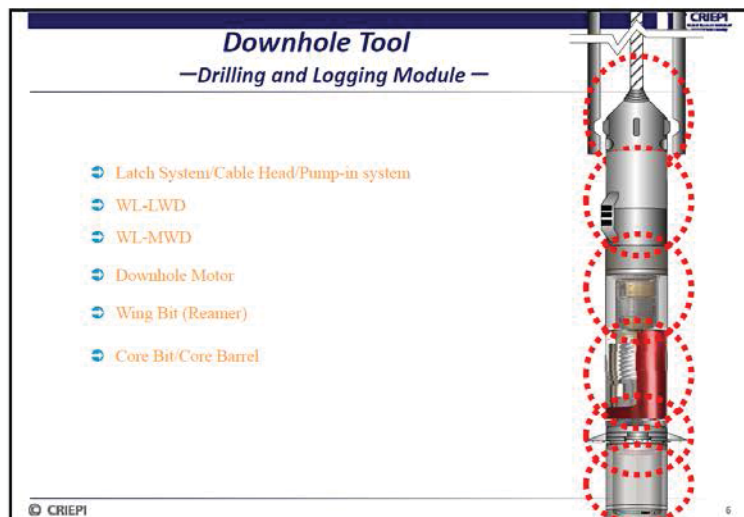 CRIEPI
Downhole Tool
—Drilling and Logging Module—
Latch System/Cable Head/Pump-in system
WL-LWD
WL-MWD
Downhole Motor
Wing Bit (Reamer)
Core Bit/Core Barrel
© CRIEPI
6